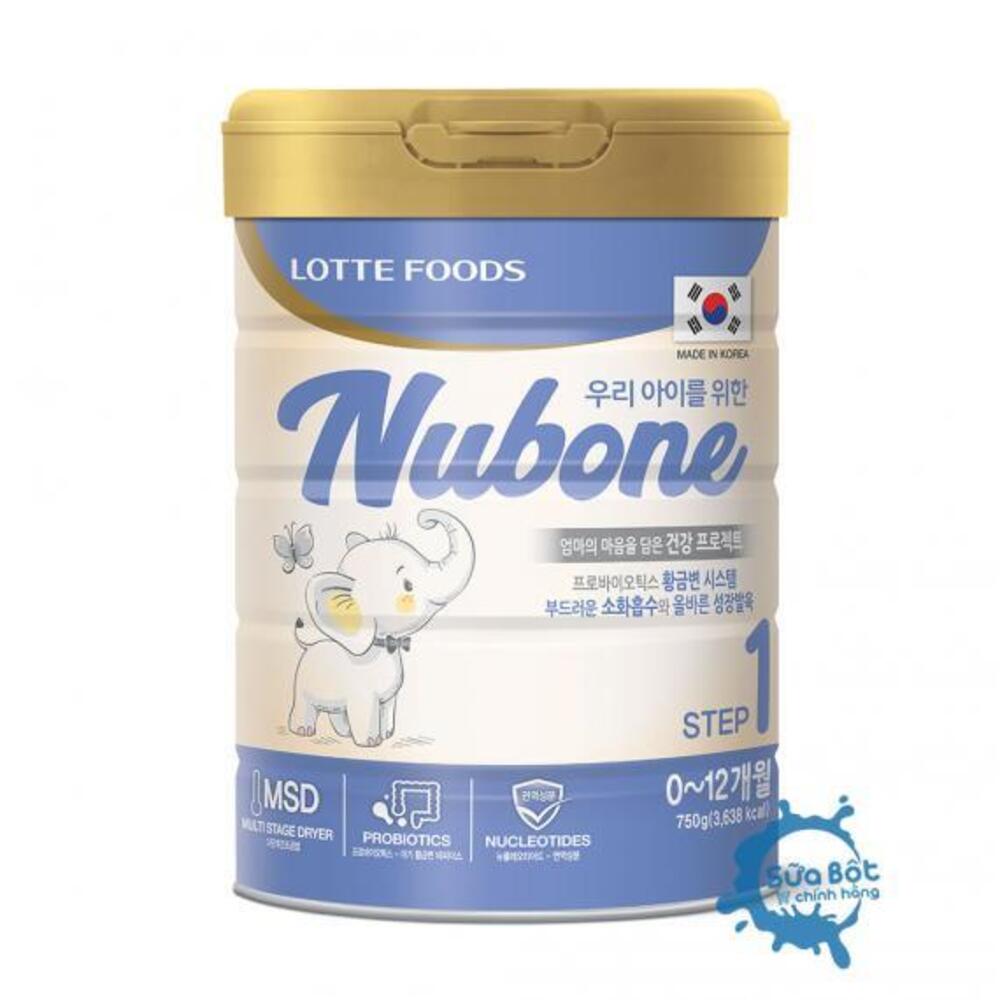 LOTTE FOODS
MADE IN KOREA
우리 아이를 위한
Nubone
엄마의 마음을 담은 건강 프로젝트
프로바이오틱스 황금변 시스템
부드러운 소화흡수와 올바른 성장발육
STEP 1
0~12개월
750g(3,638 kcal)
MSD
MULTI STAGE DRYER
PROBIOTICS
면역성분
NUCLEOTIDES
Sữa Bột
chính hãng